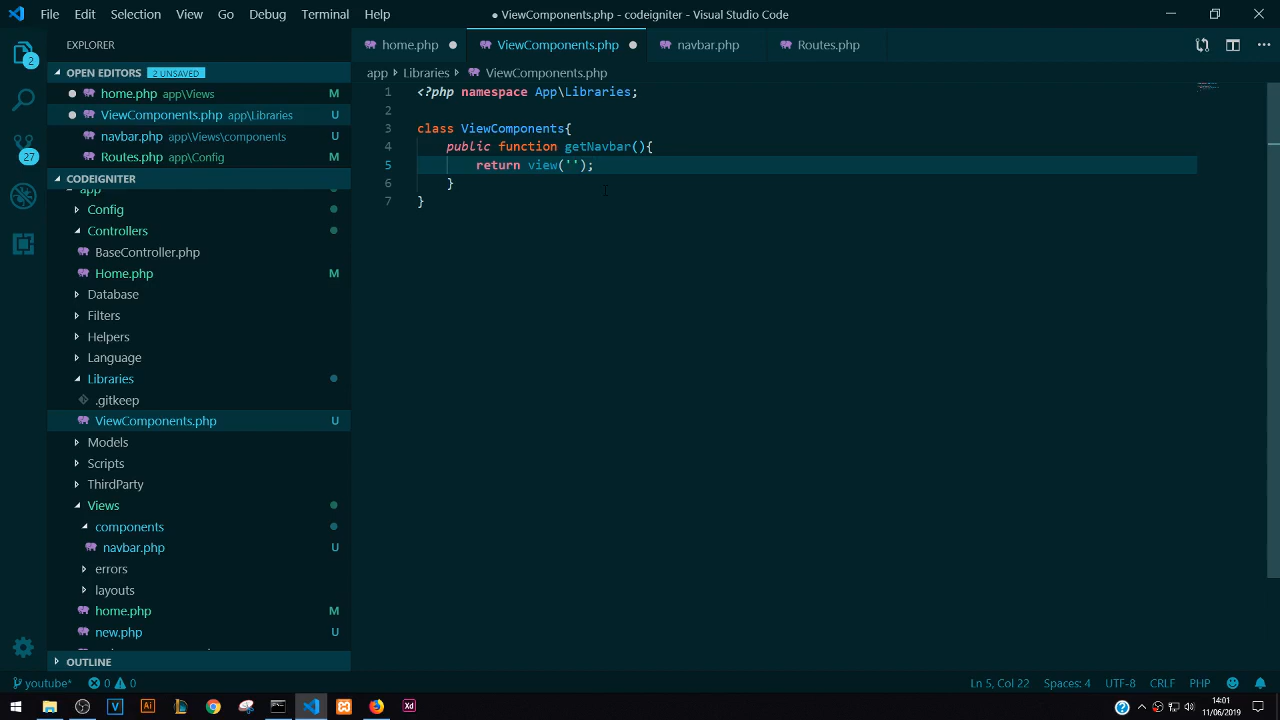 File Edit Selection View Go Debug Terminal Help
● ViewComponents.php - codeigniter - Visual Studio Code
EXPLORER
home.php
ViewComponents.php
navbar.php
Routes.php
2
OPEN EDITORS 2 UNSAVED
app > Libraries > ViewComponents.php
home.php app\Views M
ViewComponents.php app\Libraries U
navbar.php app\Views\components U
Routes.php app\Config M
27
CODEIGNITER
app
Config
Controllers
BaseController.php
Home.php M
Database
Filters
Helpers
Language
Libraries
.gitkeep
ViewComponents.php U
Models
Scripts
ThirdParty
Views
components
navbar.php U
errors
layouts
home.php M
new.php U
OUTLINE
1 <?php namespace App\Libraries;
2
3 class ViewComponents{
4 public function getNavbar(){
5 return view('');
6 }
7 }
youtube* 0 0
Ln 5, Col 22 Spaces: 4 UTF-8 CRLF PHP
V Ai Xd
14:01
11/06/2019